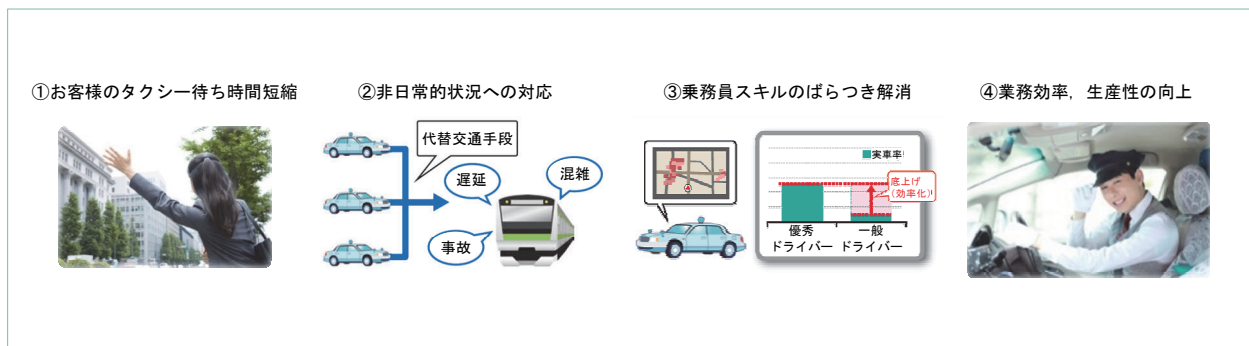 ①お客様のタクシー待ち時間短縮
②非日常的状況への対応
代替交通手段
遅延
混雑
事故
③乗務員スキルのばらつき解消
実車率
底上げ
(効率化)
優秀
ドライバー
一般
ドライバー
④業務効率，生産性の向上